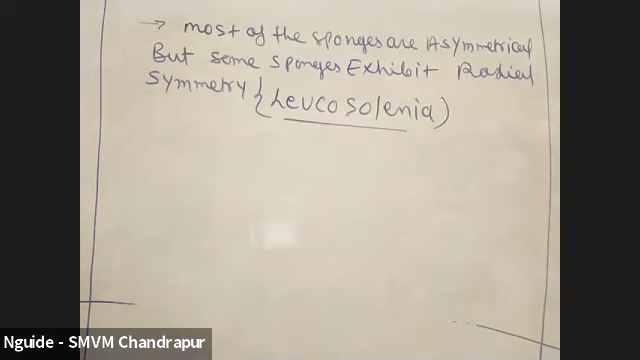 → most of the sponges are Asymmetrical
But some sponges Exhibit Radial
Symmetry {Leucosolenia)
Nguide - SMVM Chandrapur